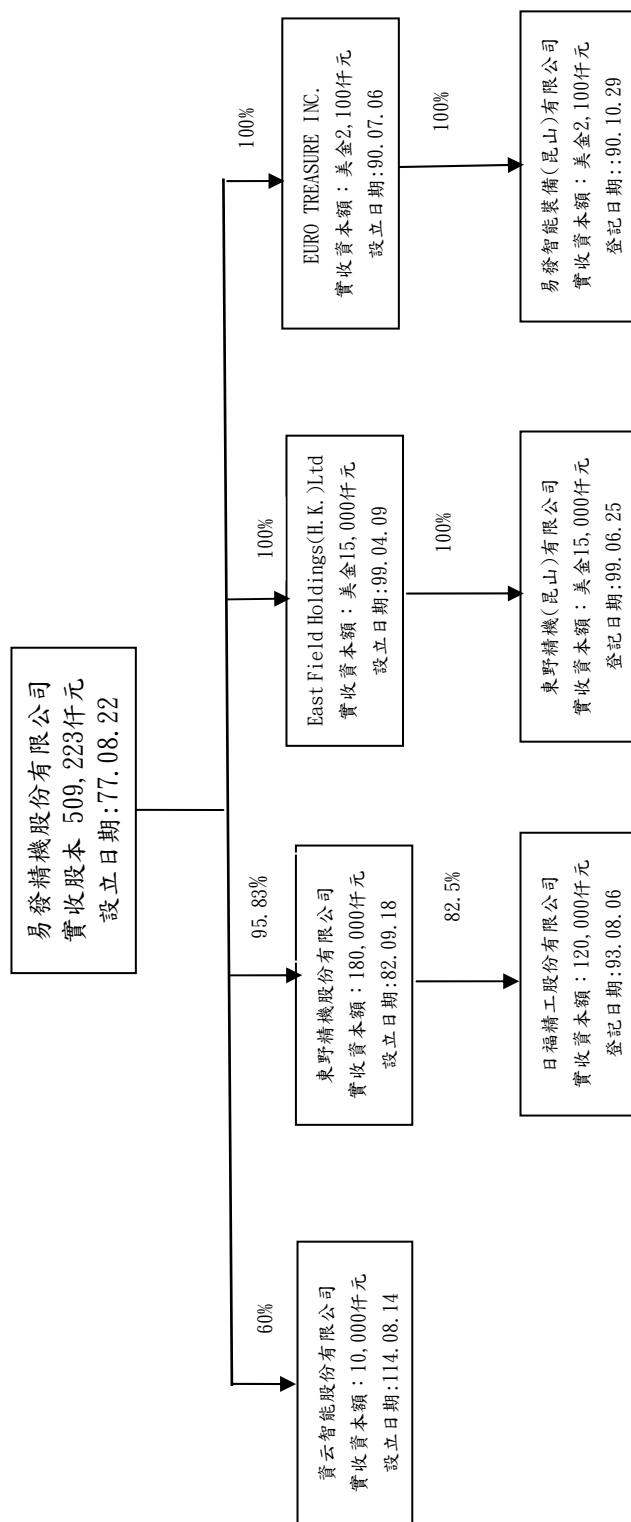 易發精機股份有限公司
實收股本 509,223仟元
設立日期:77.08.22
60%
95.83%
100%
100%
資云智能股份有限公司
實收資本額：10,000仟元
設立日期:114.08.14
東野精機股份有限公司
實收資本額：180,000仟元
設立日期:82.09.18
East Field Holdings(H.K.)Ltd
實收資本額：美金15,000仟元
設立日期:99.04.09
EURO TREASURE INC.
實收資本額：美金2,100仟元
設立日期:90.07.06
82.5%
100%
100%
日福精工股份有限公司
實收資本額：120,000仟元
登記日期:93.08.06
東野精機(昆山)有限公司
實收資本額：美金15,000仟元
登記日期:99.06.25
易發智能裝備(昆山)有限公司
實收資本額：美金2,100仟元
登記日期::90.10.29